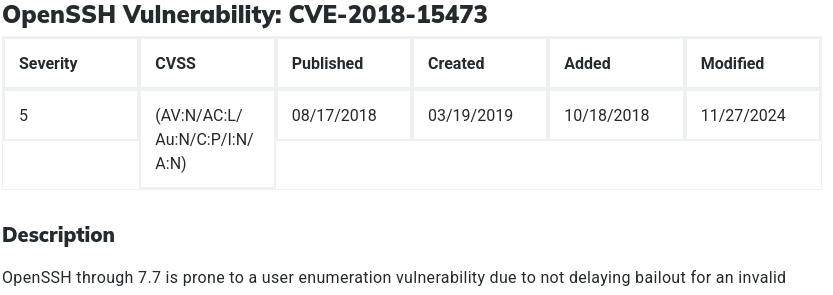 OpenSSH Vulnerability: CVE-2018-15473
Severity CVSS Published Created Added Modified
5 (AV:N/AC:L/ 08/17/2018 03/19/2019 10/18/2018 11/27/2024
Au:N/C:P/I:N/
A:N)
Description
OpenSSH through 7.7 is prone to a user enumeration vulnerability due to not delaying bailout for an invalid